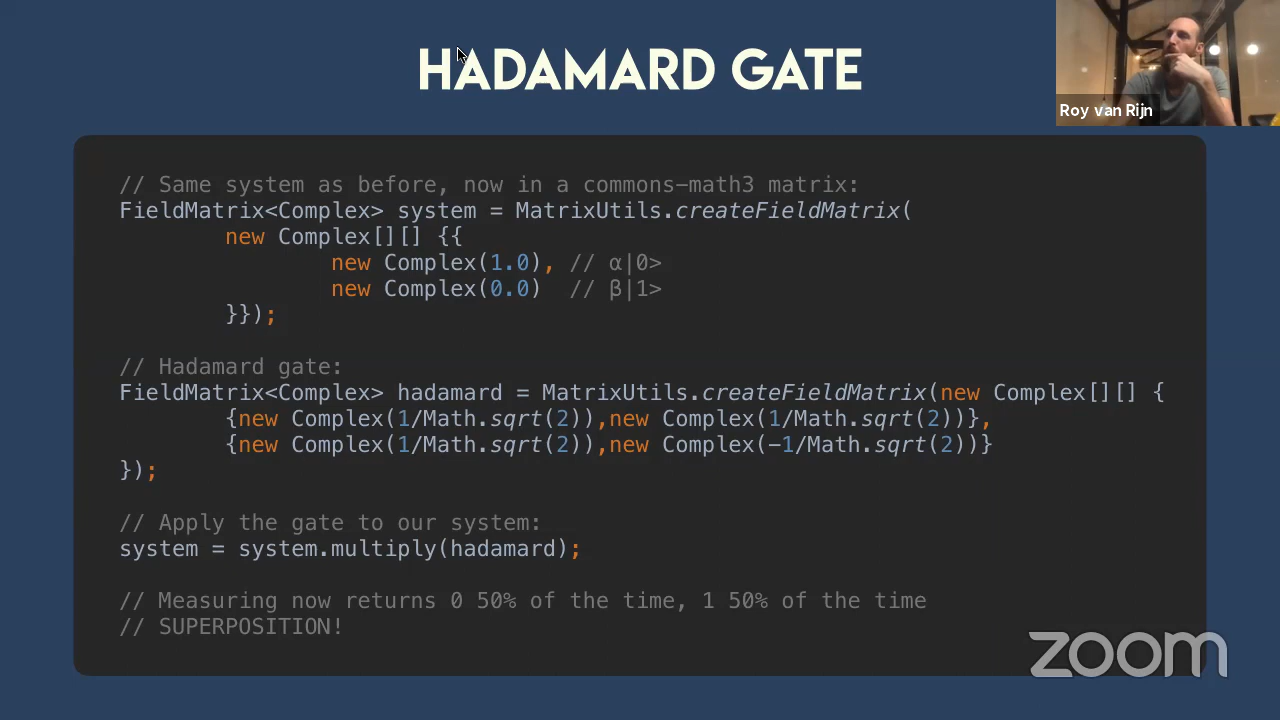 HADAMARD GATE
Roy van Rijn
// Same system as before, now in a commons-math3 matrix:
FieldMatrix<Complex> system = MatrixUtils.createFieldMatrix(
new Complex[][] {{
new Complex(1.0), // α|0>
new Complex(0.0)  // β|1>
}});
// Hadamard gate:
FieldMatrix<Complex> hadamard = MatrixUtils.createFieldMatrix(new Complex[][] {
{new Complex(1/Math.sqrt(2)),new Complex(1/Math.sqrt(2))},
{new Complex(1/Math.sqrt(2)),new Complex(-1/Math.sqrt(2))}
});
// Apply the gate to our system:
system = system.multiply(hadamard);
// Measuring now returns 0 50% of the time, 1 50% of the time
// SUPERPOSITION!
zoom